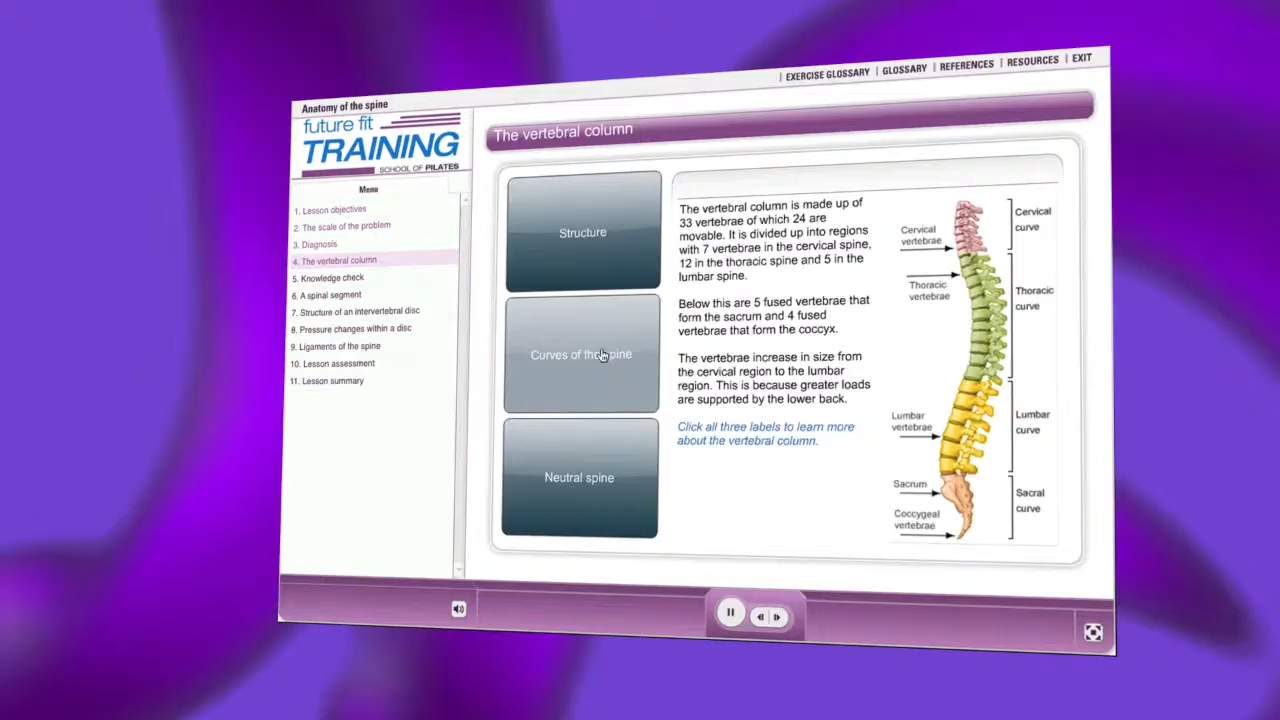 | EXERCISE GLOSSARY | GLOSSARY | REFERENCES | RESOURCES | EXIT
Anatomy of the spine
future fit
TRAINING
SCHOOL OF PILATES
Menu
1. Lesson objectives
2. The scale of the problem
3. Diagnosis
4. The vertebral column
5. Knowledge check
6. A spinal segment
7. Structure of an intervertebral disc
8. Pressure changes within a disc
9. Ligaments of the spine
10. Lesson assessment
11. Lesson summary
The vertebral column
Structure
Curves of the spine
Neutral spine
The vertebral column is made up of
33 vertebrae of which 24 are
movable. It is divided up into regions
with 7 vertebrae in the cervical spine,
12 in the thoracic spine and 5 in the
lumbar spine.
Below this are 5 fused vertebrae that
form the sacrum and 4 fused
vertebrae that form the coccyx.
The vertebrae increase in size from
the cervical region to the lumbar
region. This is because greater loads
are supported by the lower back.
Click all three labels to learn more
about the vertebral column.
Cervical
vertebrae
Thoracic
vertebrae
Lumbar
vertebrae
Sacrum
Coccygeal
vertebrae
Cervical
curve
Thoracic
curve
Lumbar
curve
Sacral
curve